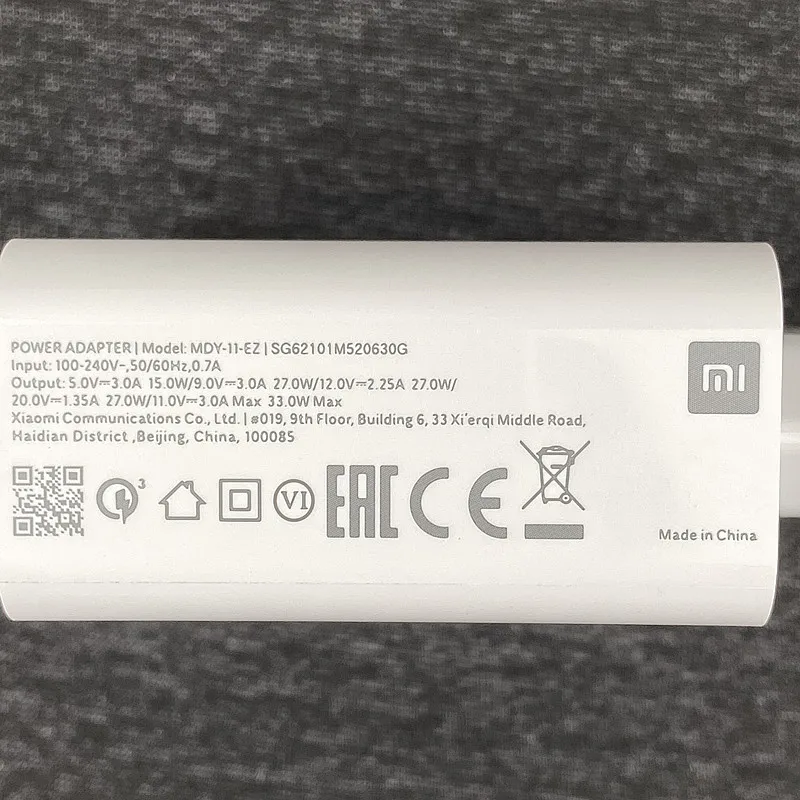 POWER ADAPTER | Model: MDY-11-EZ | SG62101M520630G
Input: 100-240V~,50/60Hz,0.7A
Output: 5.0V⎓3.0A 15.0W/9.0V⎓3.0A 27.0W/12.0V⎓2.25A 27.0W/
20.0V⎓1.35A 27.0W/11.0V⎓3.0A Max 33.0W Max
Xiaomi Communications Co., Ltd. | #019, 9th Floor, Building 6, 33 Xi'erqi Middle Road,
Haidian District ,Beijing, China, 100085
mi
3
VI
EAC
CE
Made in China